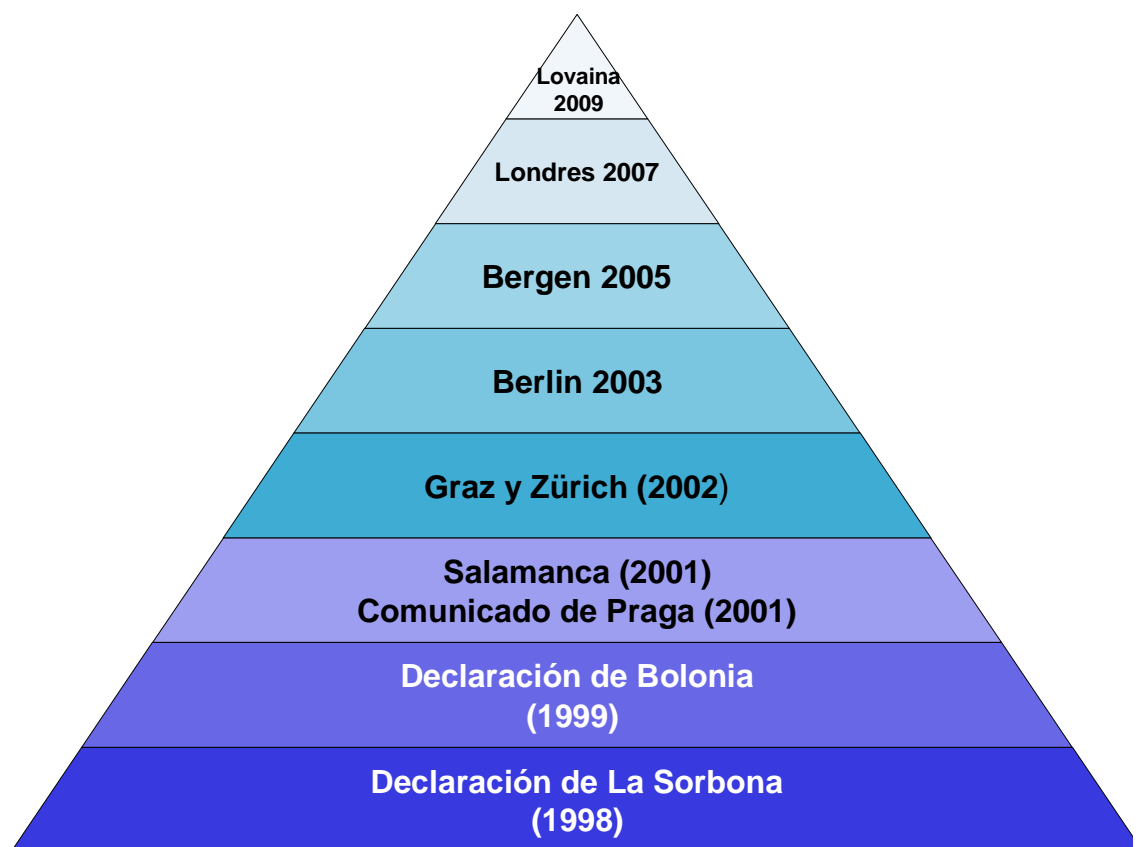 Lovaina
2009
Londres 2007
Bergen 2005
Berlin 2003
Graz y Zürich (2002)
Salamanca (2001)
Comunicado de Praga (2001)
Declaración de Bolonia
(1999)
Declaración de La Sorbona
(1998)